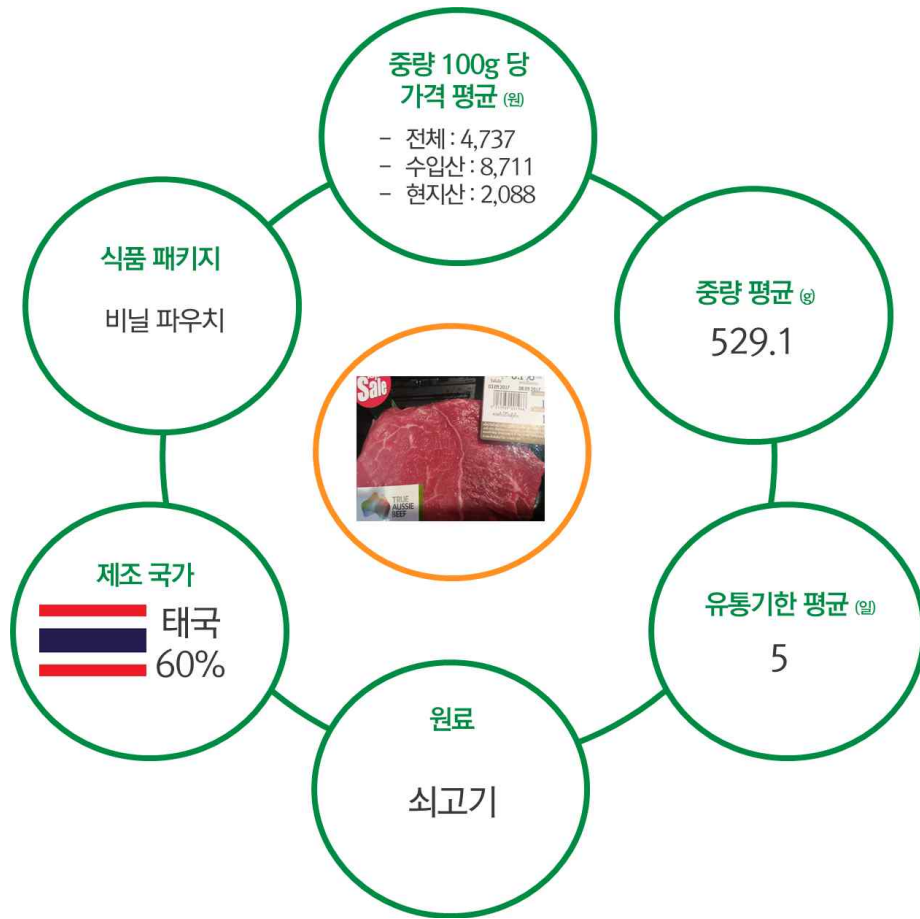 중량 100g 당
가격 평균 (원)
- 전체 : 4,737
- 수입산 : 8,711
- 현지산 : 2,088
식품 패키지
비닐 파우치
중량 평균 (g)
529.1
Sale
TRUE
AUSSIE
BEEF
제조 국가
태국
60%
유통기한 평균 (일)
5
원료
쇠고기